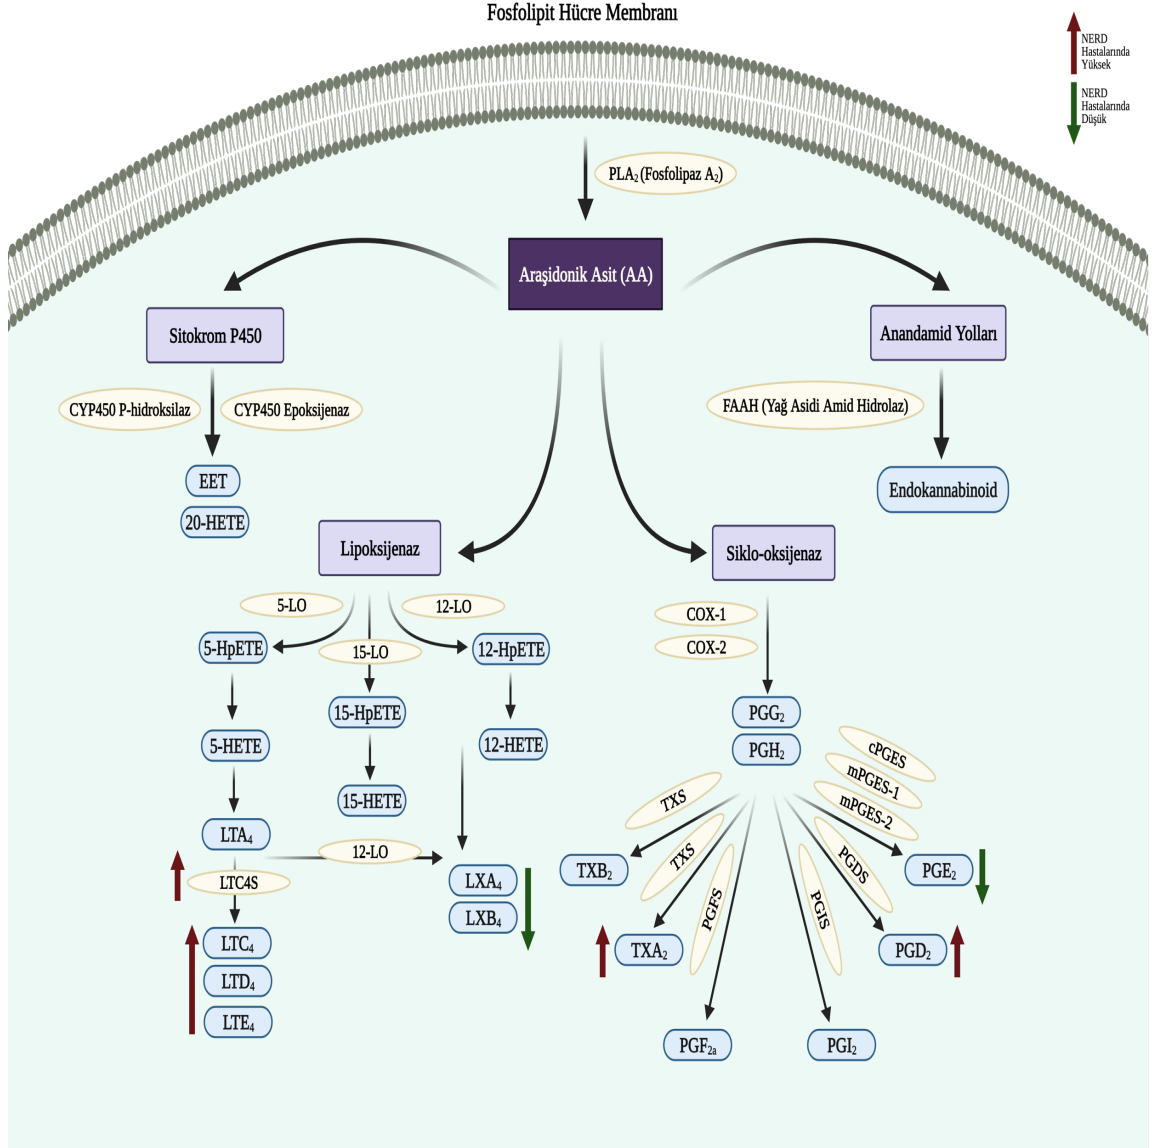 Fosfolipit Hücre Membranı
NERD
Hastalarında
Yüksek
NERD
Hastalarında
Düşük
PLA₂ (Fosfolipaz A₂)
Araşidonik Asit (AA)
Sitokrom P450
Anandamid Yolları
CYP450 P-hidroksilaz
CYP450 Epoksijenaz
FAAH (Yağ Asidi Amid Hidrolaz)
EET
20-HETE
Endokannabinoid
Lipoksijenaz
Siklo-oksijenaz
5-LO
12-LO
15-LO
5-HpETE
12-HpETE
15-HpETE
5-HETE
12-HETE
15-HETE
LTA₄
12-LO
LTC4S
LXA₄
LXB₄
LTC₄
LTD₄
LTE₄
COX-1
COX-2
PGG₂
PGH₂
cPGES
mPGES-1
mPGES-2
TXS
TXS
PGFS
PGIS
PGDS
TXB₂
PGE₂
TXA₂
PGD₂
PGF₂ₐ
PGI₂